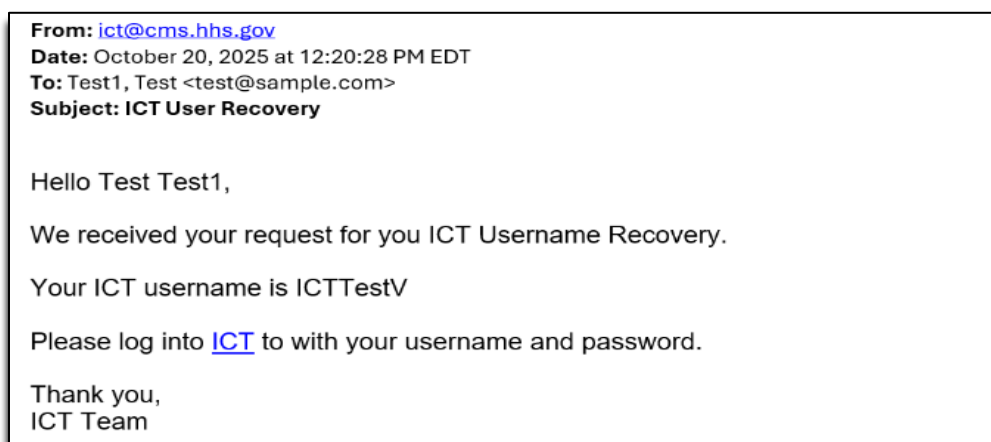 From: ict@cms.hhs.gov
Date: October 20, 2025 at 12:20:28 PM EDT
To: Test1, Test <test@sample.com>
Subject: ICT User Recovery
Hello Test Test1,
We received your request for you ICT Username Recovery.
Your ICT username is ICTTestV
Please log into ICT to with your username and password.
Thank you,
ICT Team